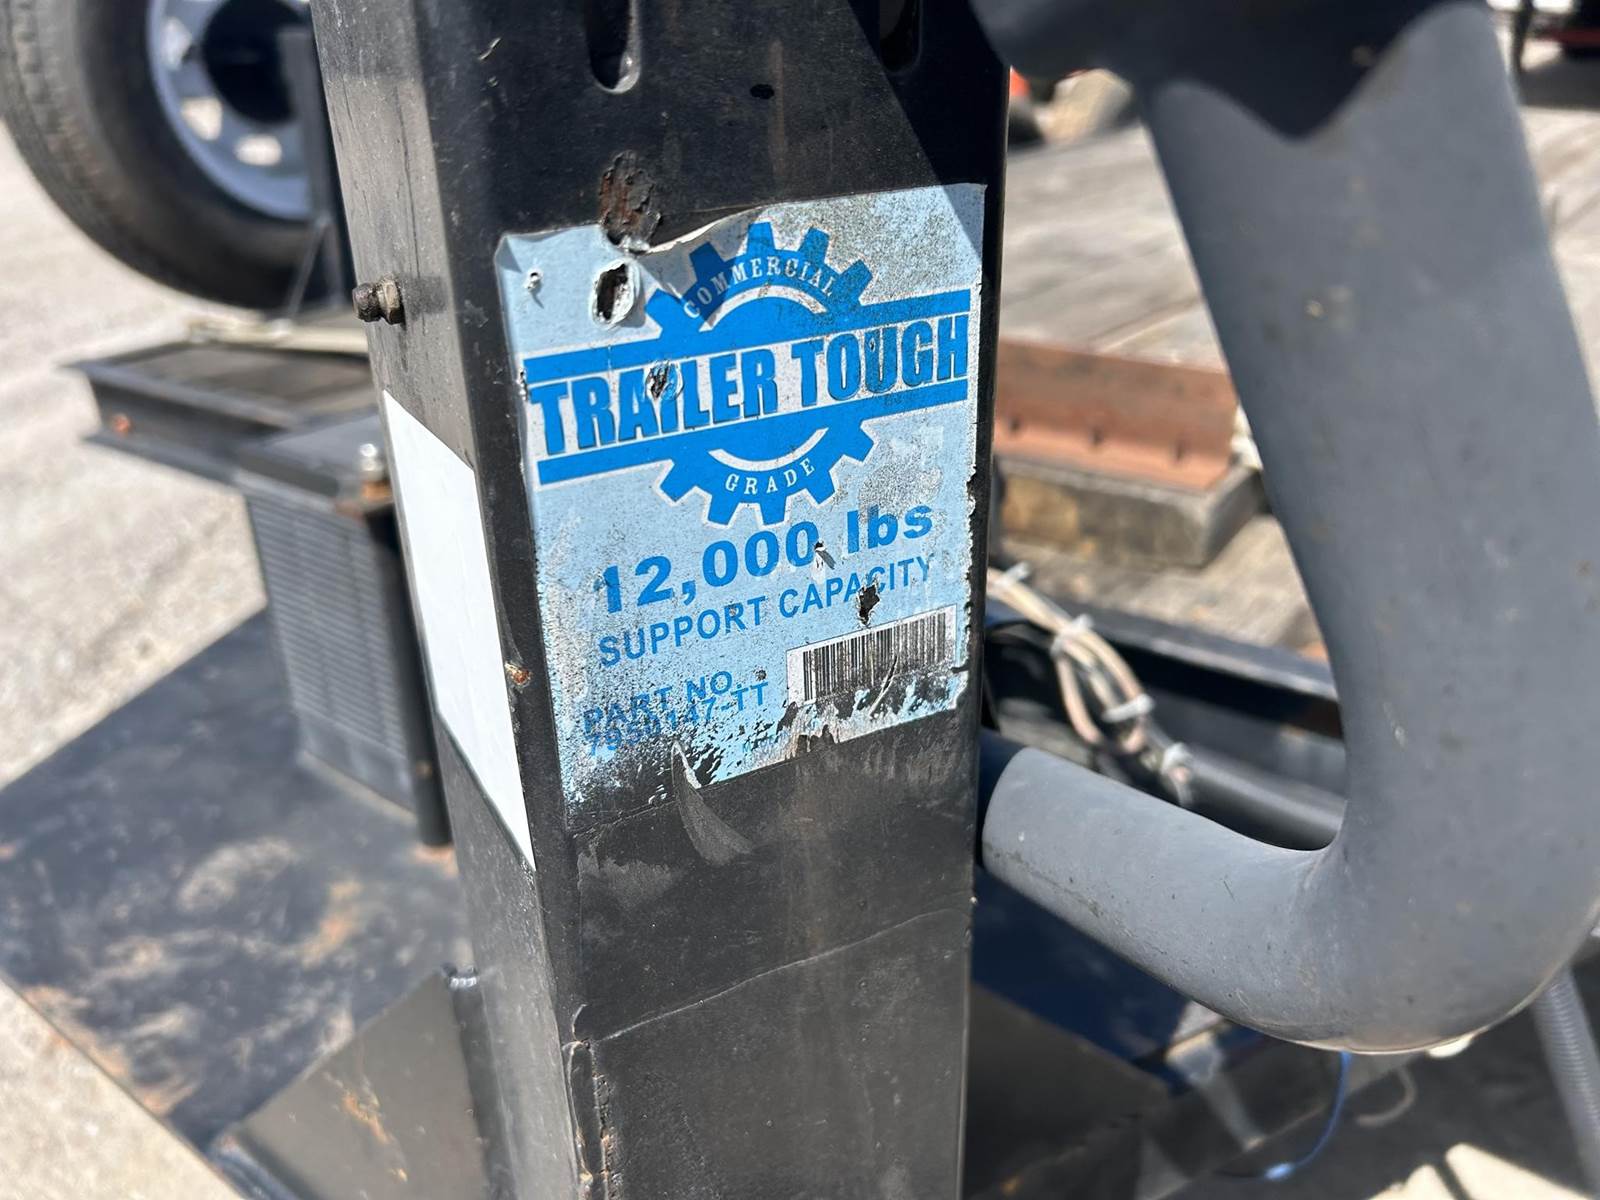 COMMERCIAL
TRAILER TOUGH
GRADE
12,000 lbs
SUPPORT CAPACITY
PART NO.